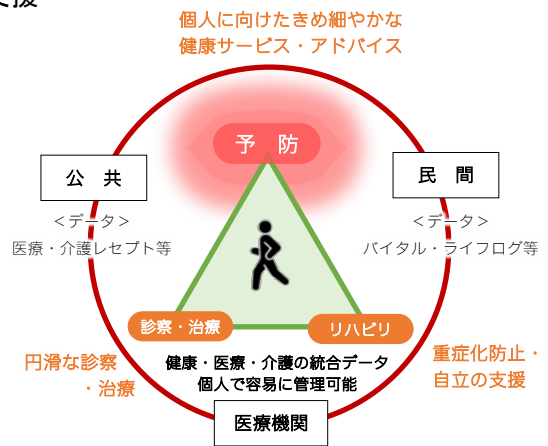 個人に向けたきめ細やかな
健康サービス・アドバイス
予 防
公 共
民 間
＜データ＞
医療・介護レセプト等
＜データ＞
バイタル・ライフログ等
診察・治療
リハビリ
円滑な診察
・治療
健康・医療・介護の統合データ
個人で容易に管理可能
重症化防止・
自立の支援
医療機関